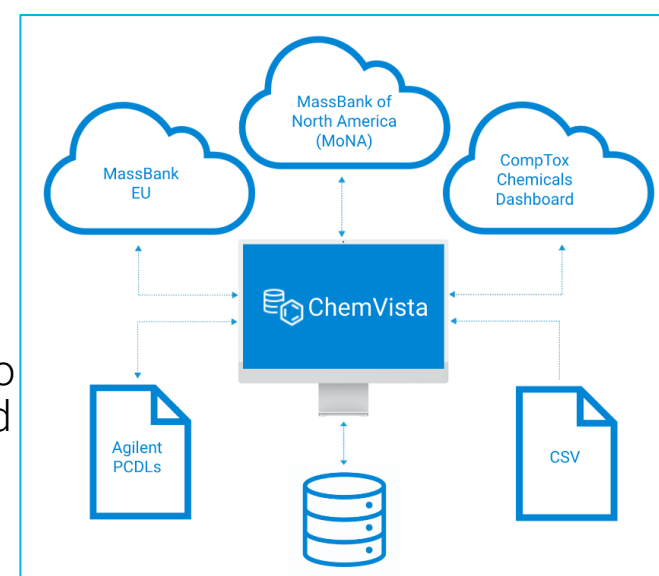 MassBank of
North America
(MoNA)
MassBank
EU
CompTox
Chemicals
Dashboard
ChemVista
o
d
Agilent
PCDLs
CSV